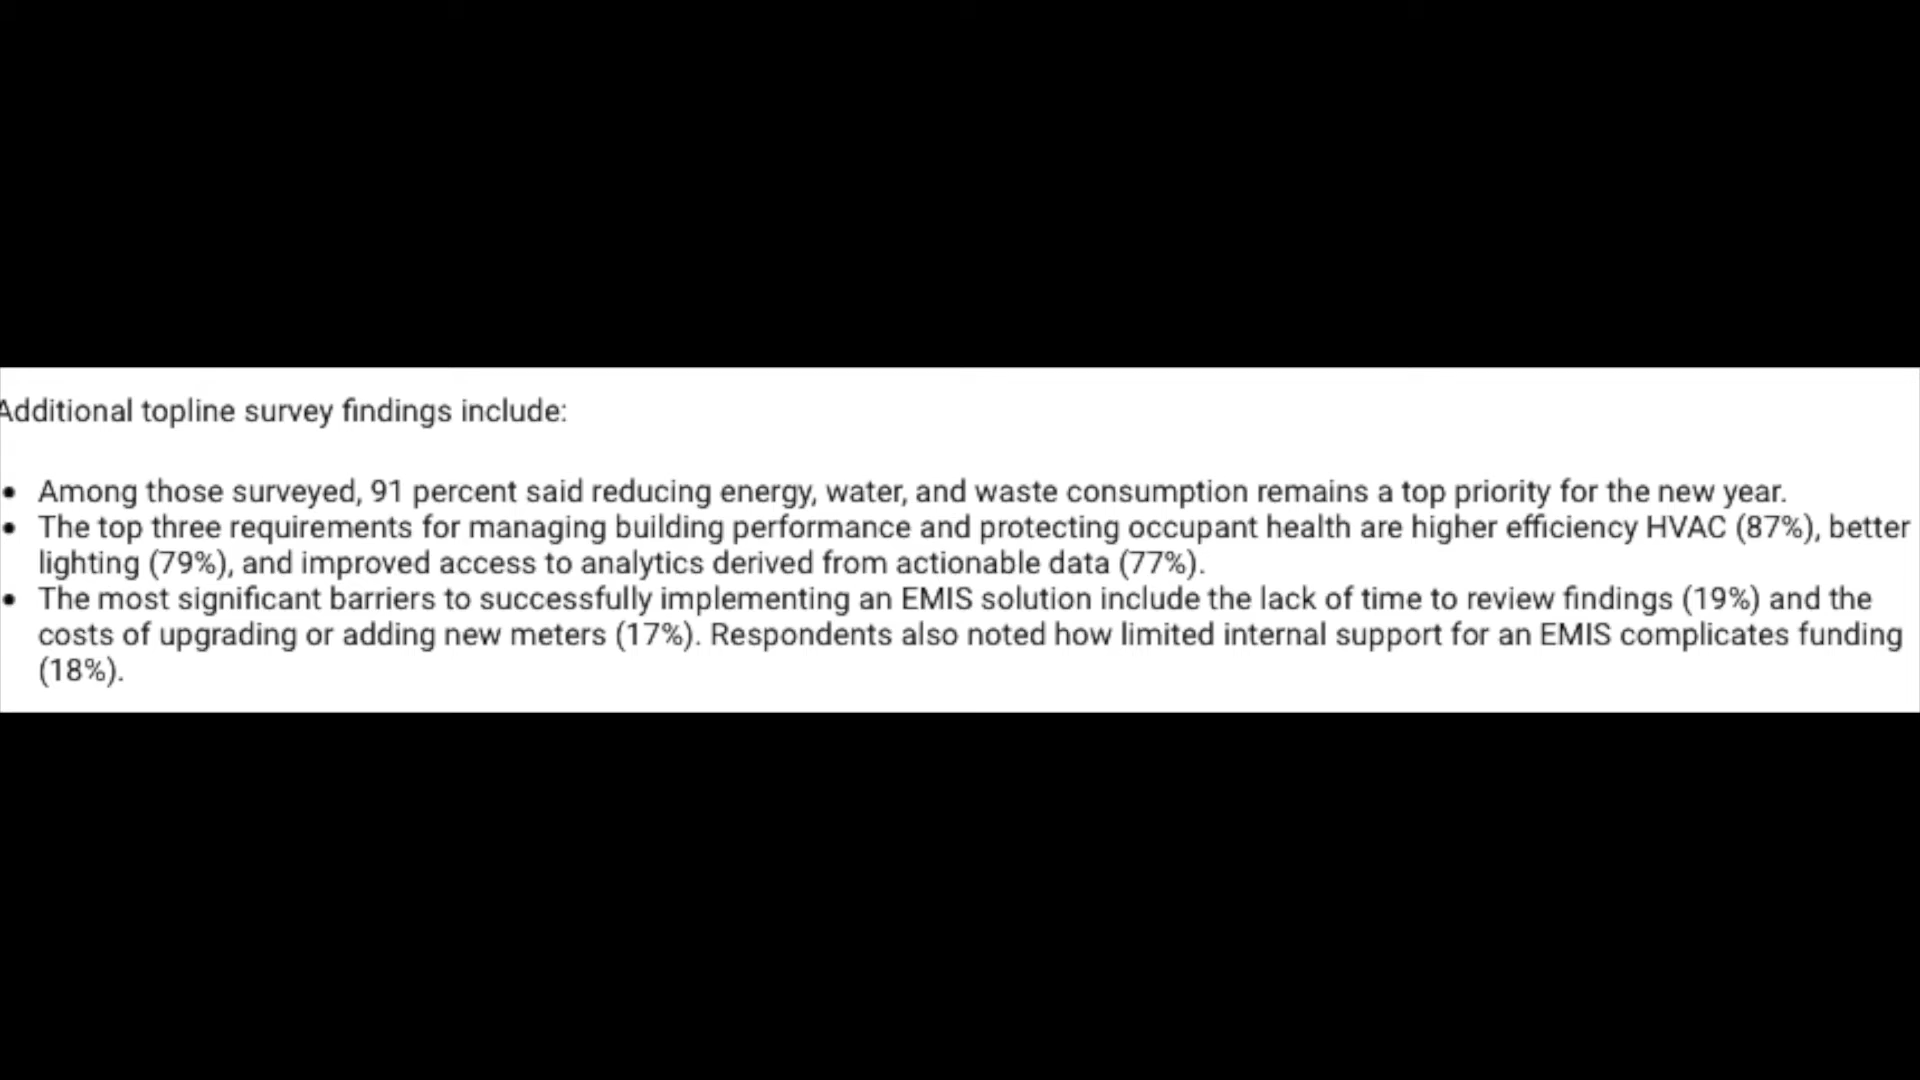 Additional topline survey findings include:
• Among those surveyed, 91 percent said reducing energy, water, and waste consumption remains a top priority for the new year.
• The top three requirements for managing building performance and protecting occupant health are higher efficiency HVAC (87%), better
lighting (79%), and improved access to analytics derived from actionable data (77%).
• The most significant barriers to successfully implementing an EMIS solution include the lack of time to review findings (19%) and the
costs of upgrading or adding new meters (17%). Respondents also noted how limited internal support for an EMIS complicates funding
(18%).